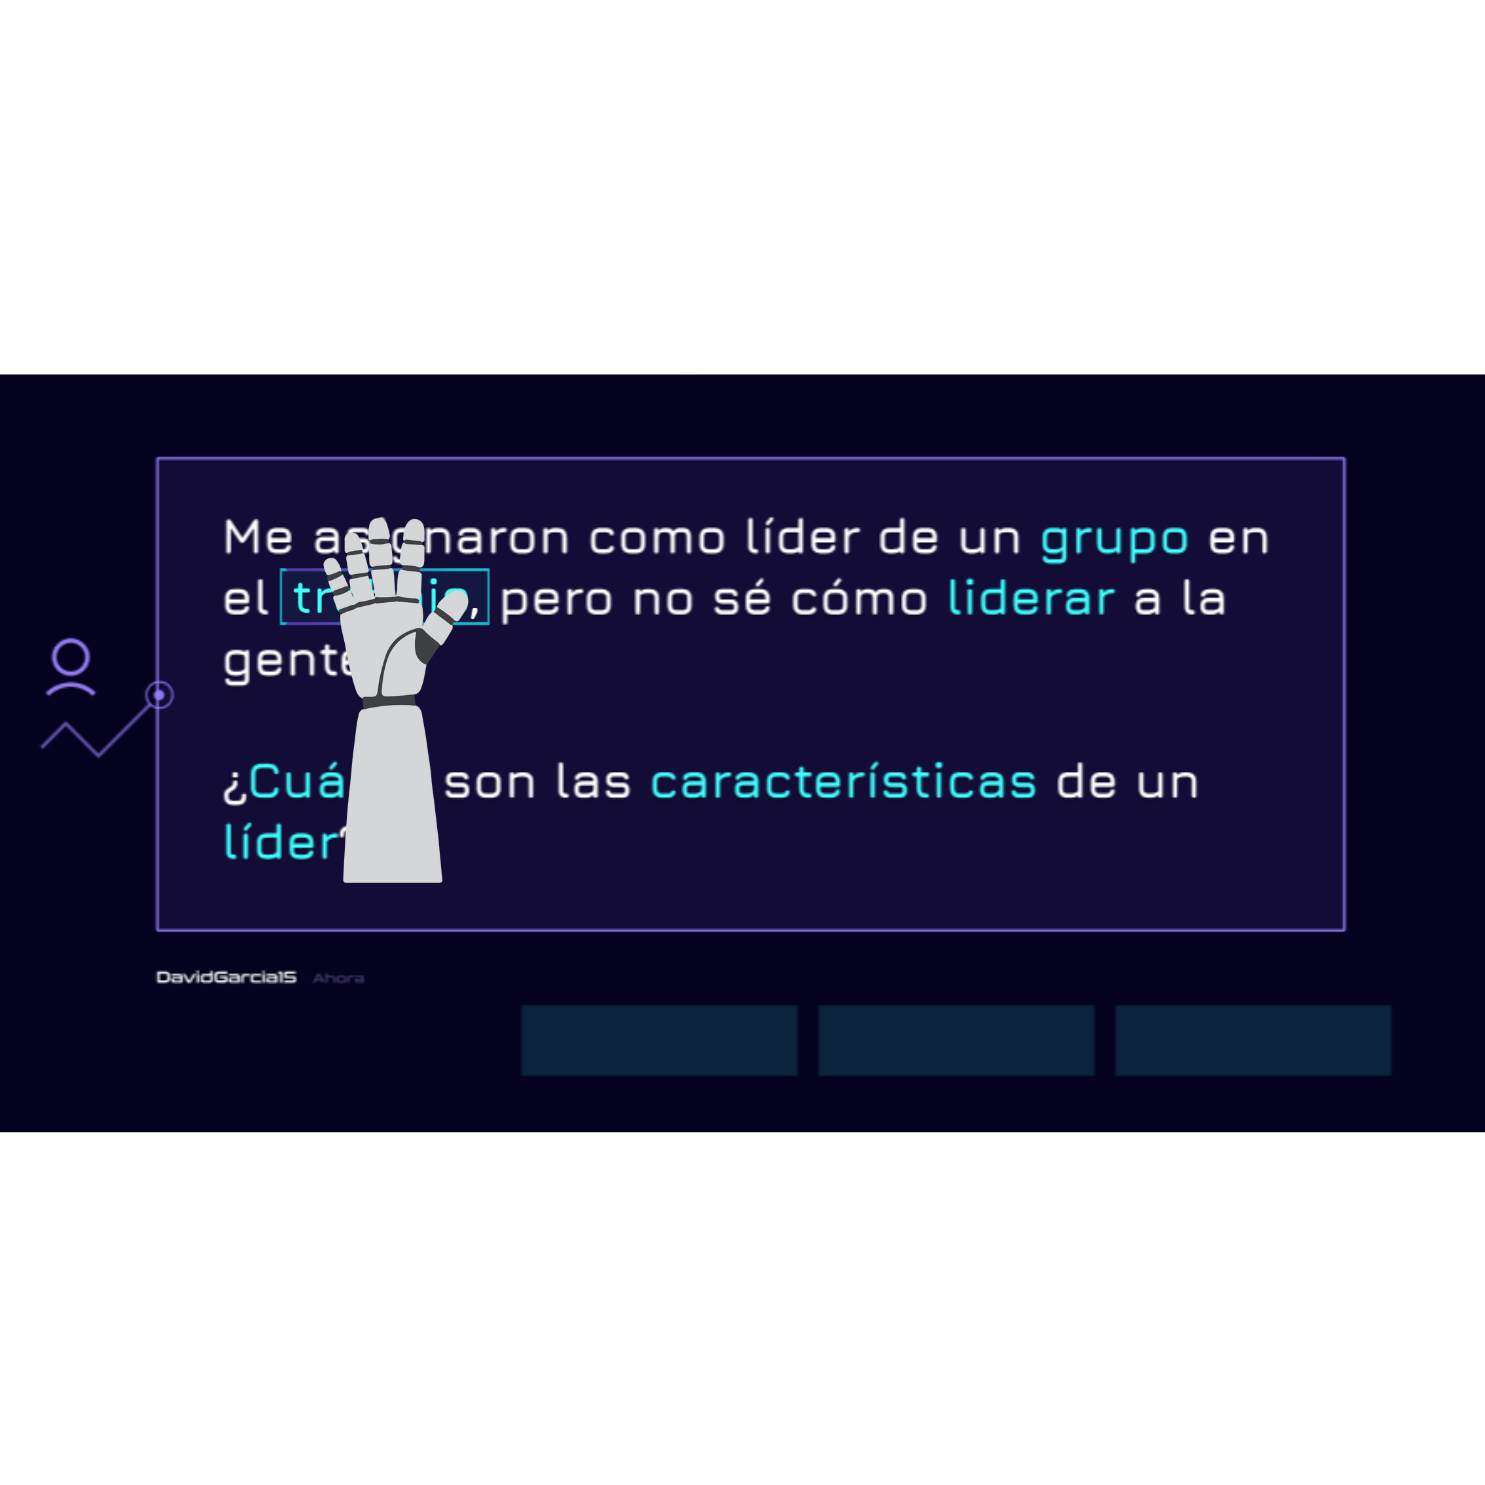 Me como líder de un grupo en
el pero no sé cómo liderar a la
¿ son las características de un
líder
DavidGarcia15 Ahora